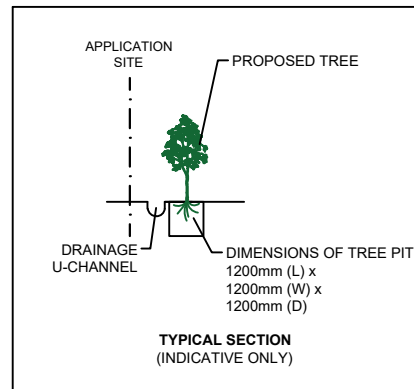 APPLICATION
SITE
PROPOSED TREE
DRAINAGE
U-CHANNEL
DIMENSIONS OF TREE PIT
1200mm (L) x
1200mm (W) x
1200mm (D)
TYPICAL SECTION
(INDICATIVE ONLY)